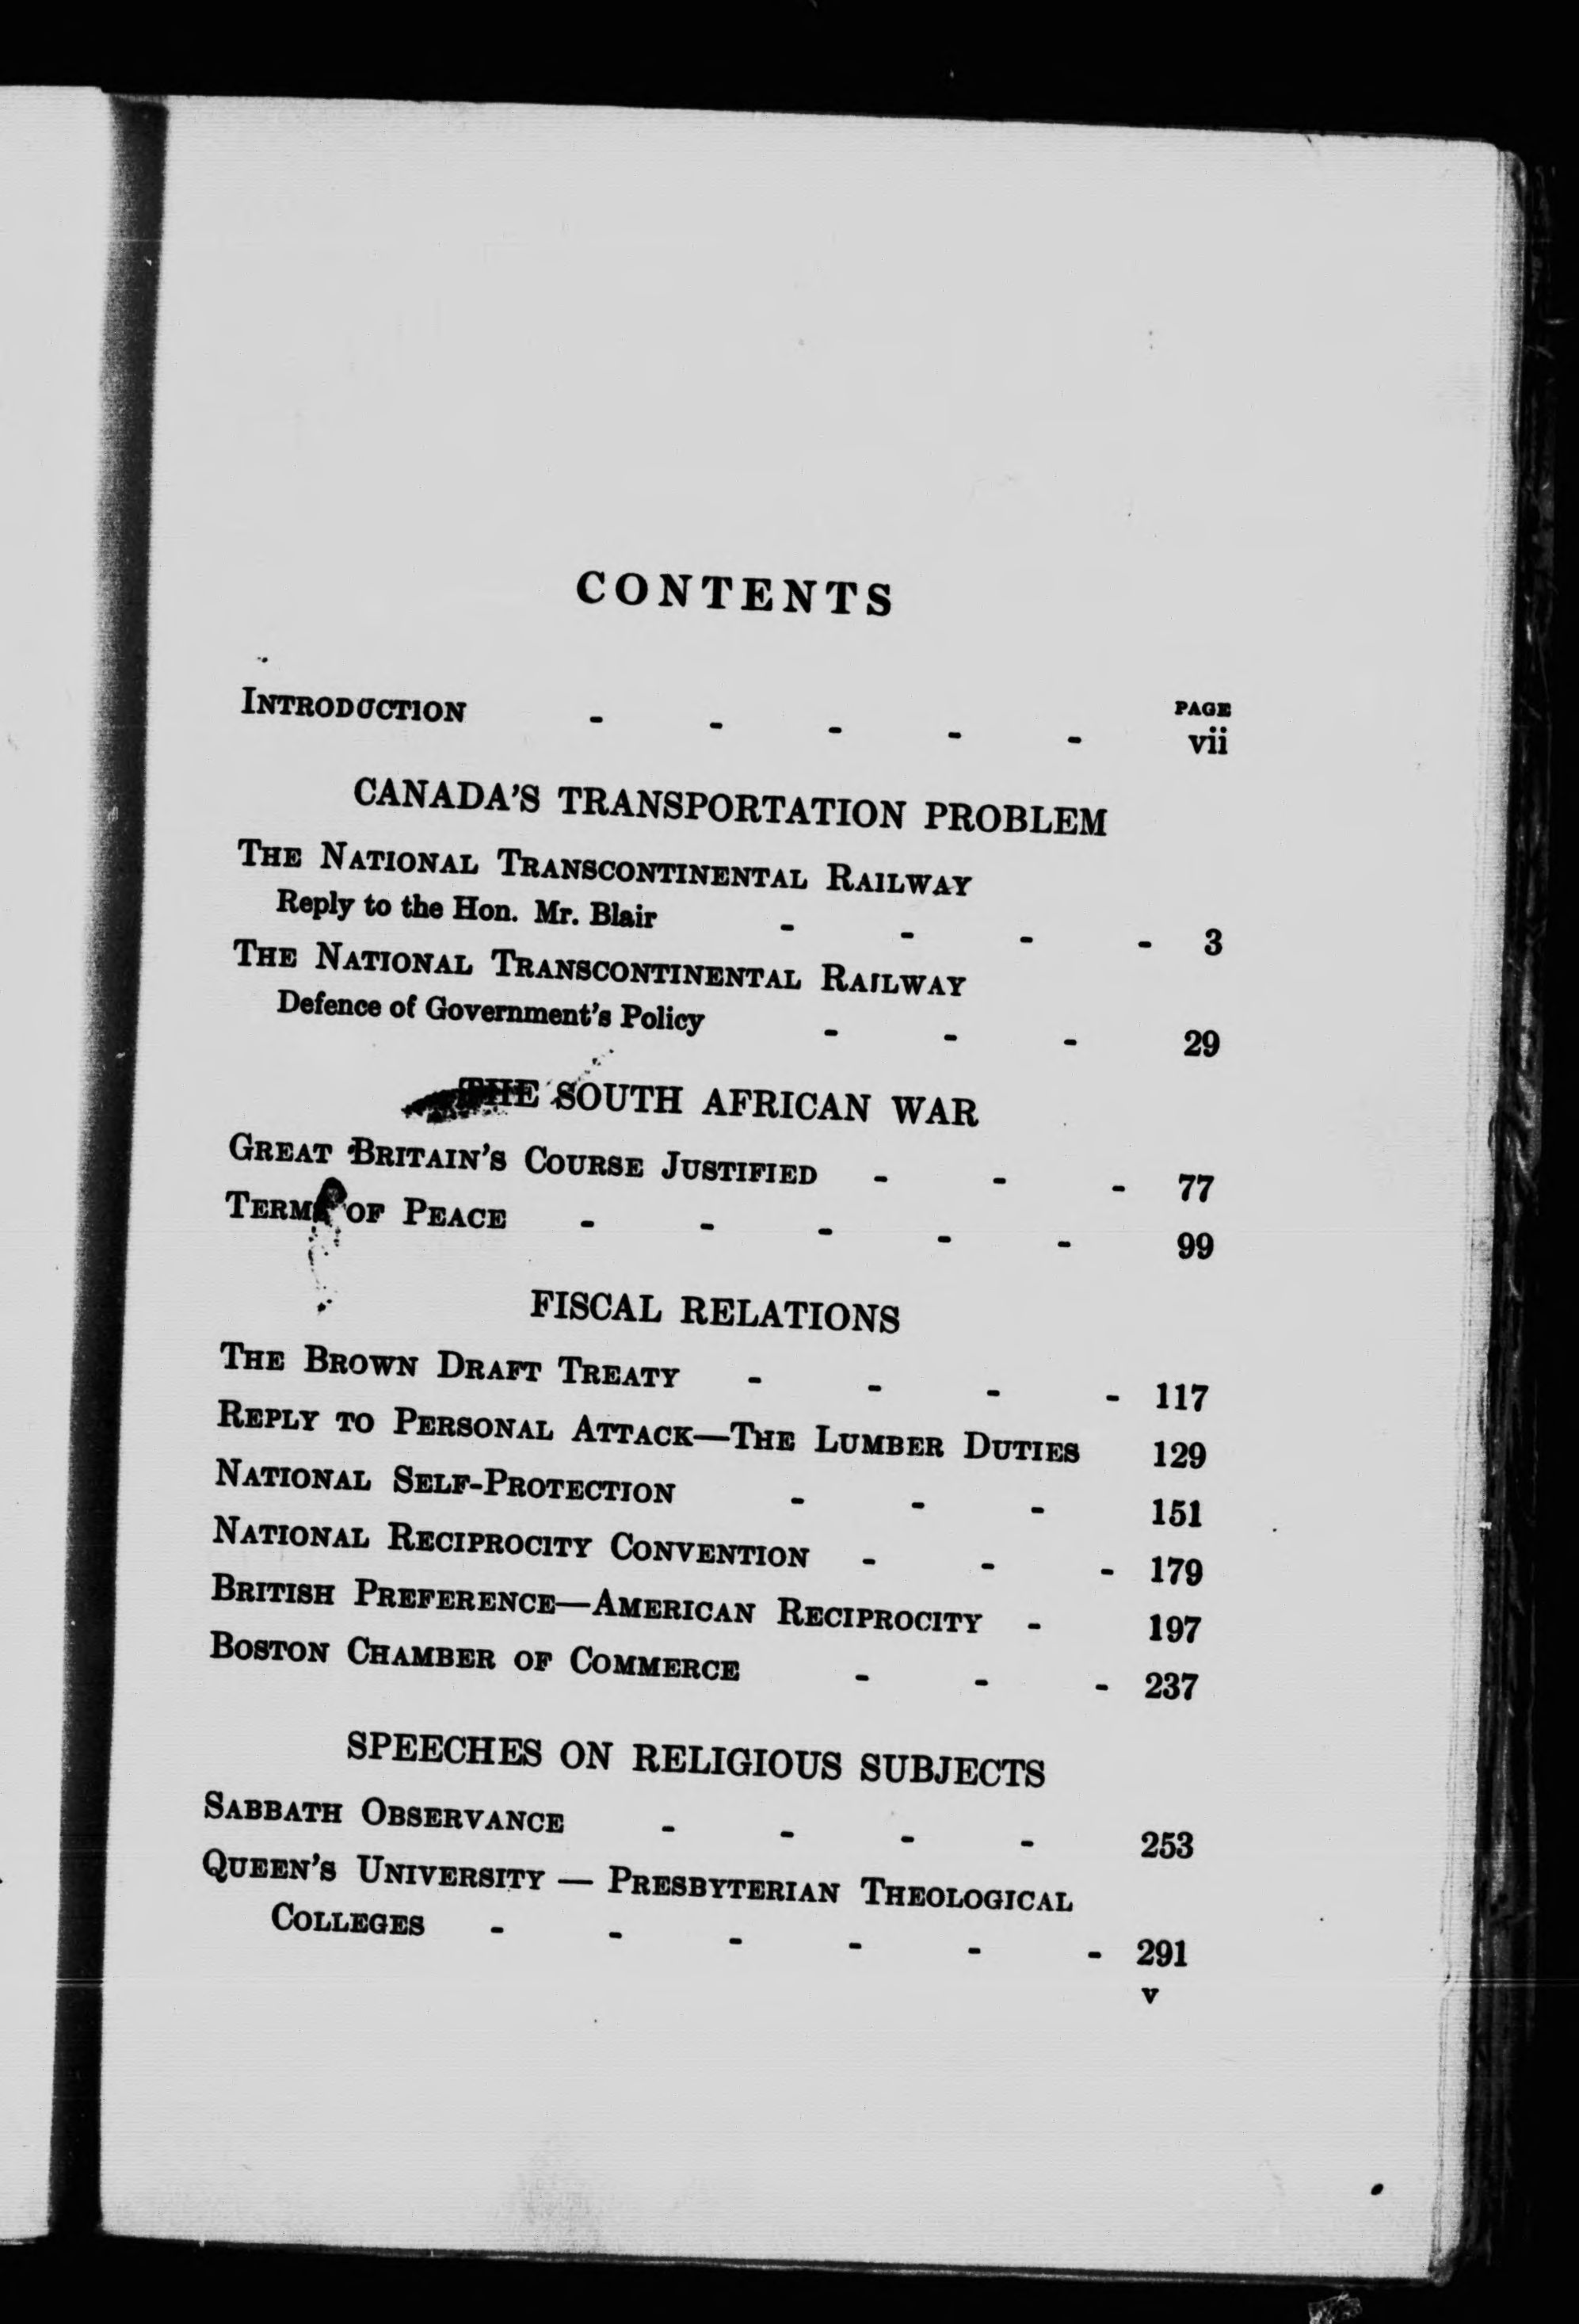 CONTENTS
PAGE
INTRODUCTION - - - - - vii
CANADA'S TRANSPORTATION PROBLEM
THE NATIONAL TRANSCONTINENTAL RAILWAY
Reply to the Hon. Mr. Blair - - - - 3
THE NATIONAL TRANSCONTINENTAL RAILWAY
Defence of Government's Policy - - - 29
THE SOUTH AFRICAN WAR
GREAT BRITAIN'S COURSE JUSTIFIED - - - 77
TERMS OF PEACE - - - - - 99
FISCAL RELATIONS
THE BROWN DRAFT TREATY - - - - 117
REPLY TO PERSONAL ATTACK—THE LUMBER DUTIES 129
NATIONAL SELF-PROTECTION - - - 151
NATIONAL RECIPROCITY CONVENTION - - - 179
BRITISH PREFERENCE—AMERICAN RECIPROCITY - 197
BOSTON CHAMBER OF COMMERCE - - - 237
SPEECHES ON RELIGIOUS SUBJECTS
SABBATH OBSERVANCE - - - - 253
QUEEN'S UNIVERSITY — PRESBYTERIAN THEOLOGICAL
COLLEGES - - - - - - 291
v